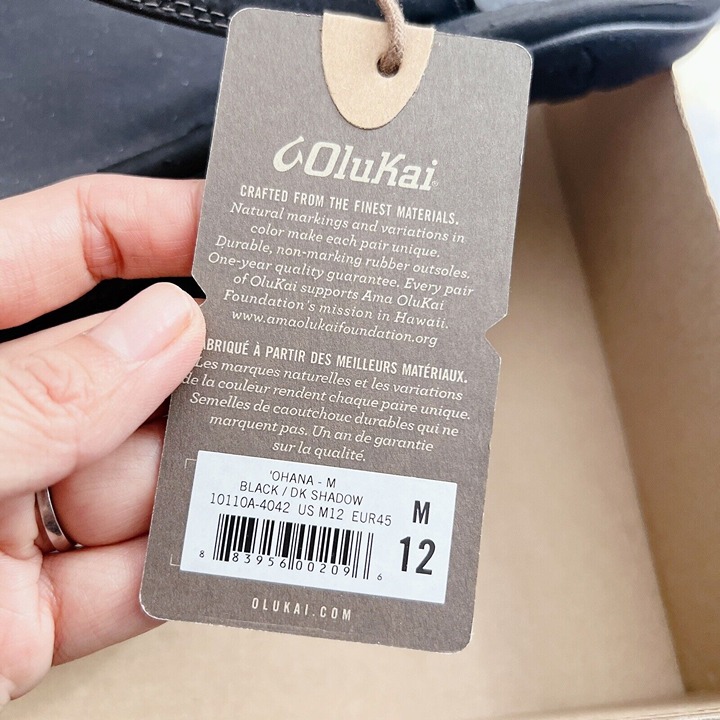 OluKai
CRAFTED FROM THE FINEST MATERIALS.
Natural markings and variations in
color make each pair unique.
Durable, non-marking rubber outsoles.
One-year quality guarantee. Every pair
of OluKai supports Ama OluKai
Foundation's mission in Hawaii.
www.amaolukaifoundation.org
FABRIQUÉ À PARTIR DES MEILLEURS MATÉRIAUX.
Les marques naturelles et les variations
de la couleur rendent chaque paire unique.
Semelles de caoutchouc durables qui ne
marquent pas. Un an de garantie
sur la qualité.
'OHANA - M
BLACK / DK SHADOW
10110A-4042 US M12 EUR45
M
12
8 83956 00209 6
OLUKAI.COM